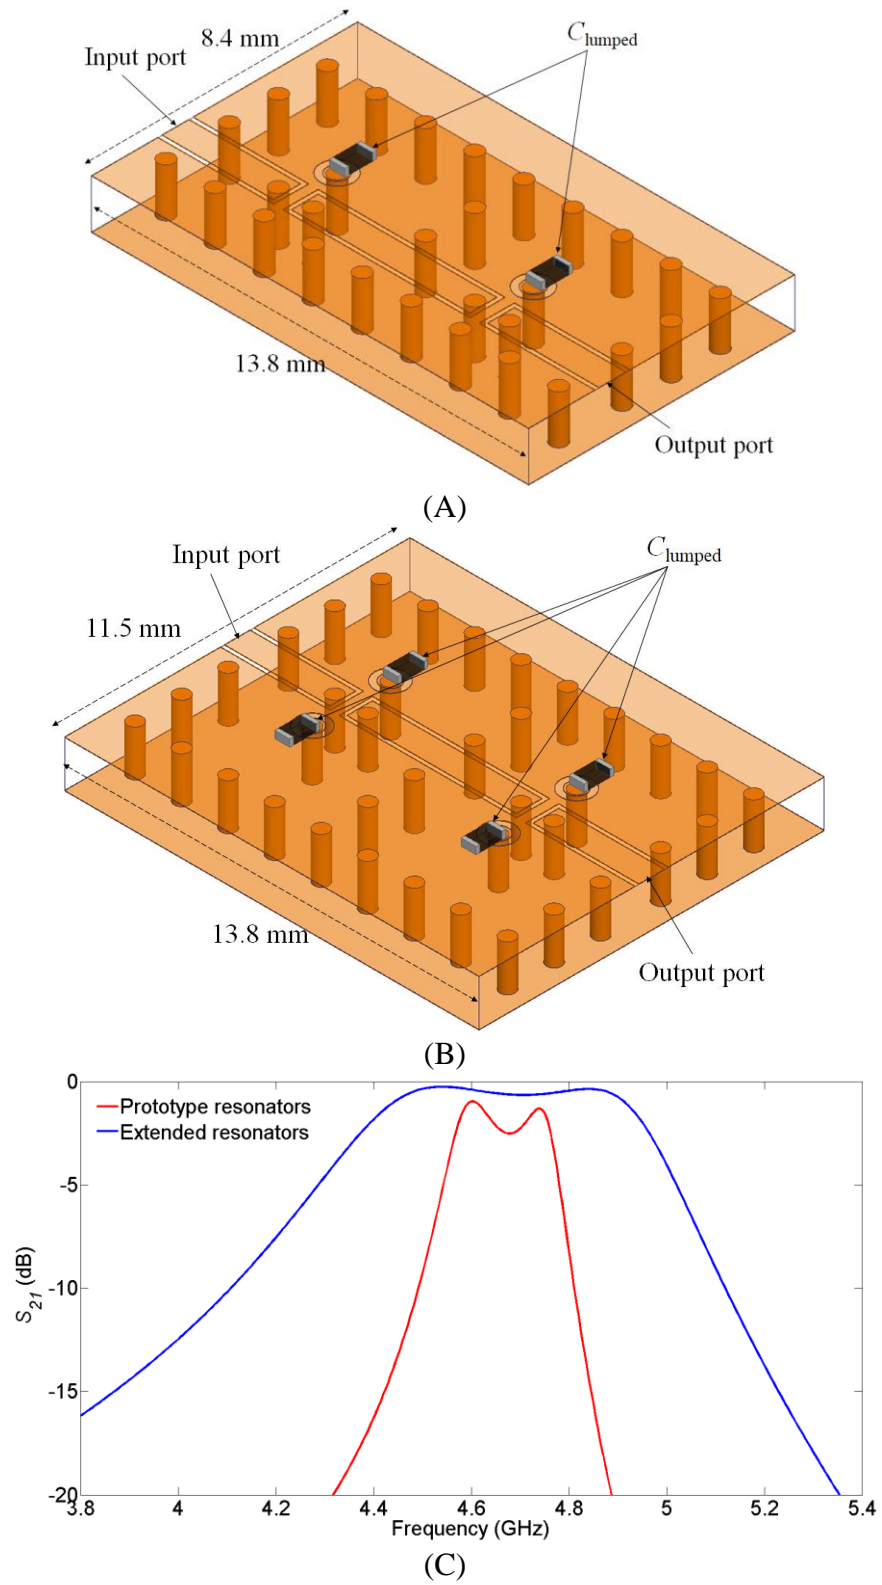 8.4 mm
Input port
Clumped
13.8 mm
Output port
(A)
Input port
Clumped
11.5 mm
13.8 mm
Output port
(B)
0
Prototype resonators
Extended resonators
-5
S21 (dB)
-10
-15
-20
3.8 4 4.2 4.4 4.6 4.8 5 5.2 5.4
Frequency (GHz)
(C)